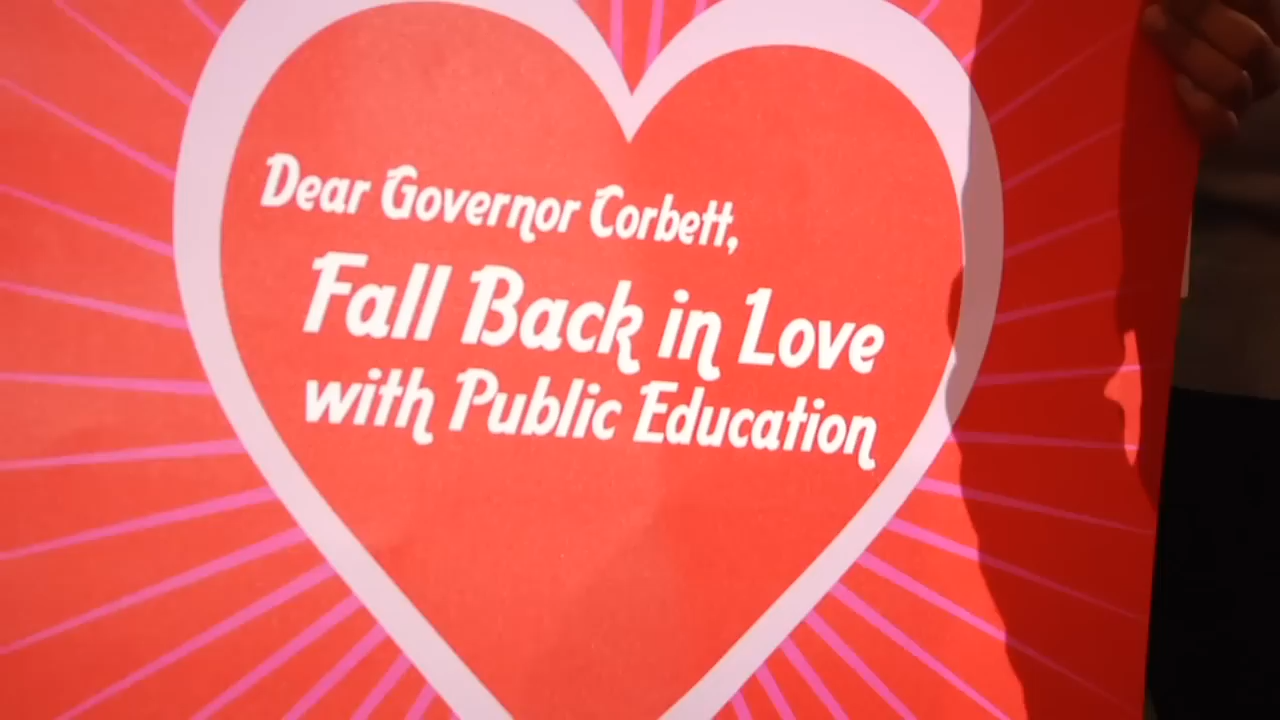 Dear Governor Corbett,
Fall Back in Love
with Public Education